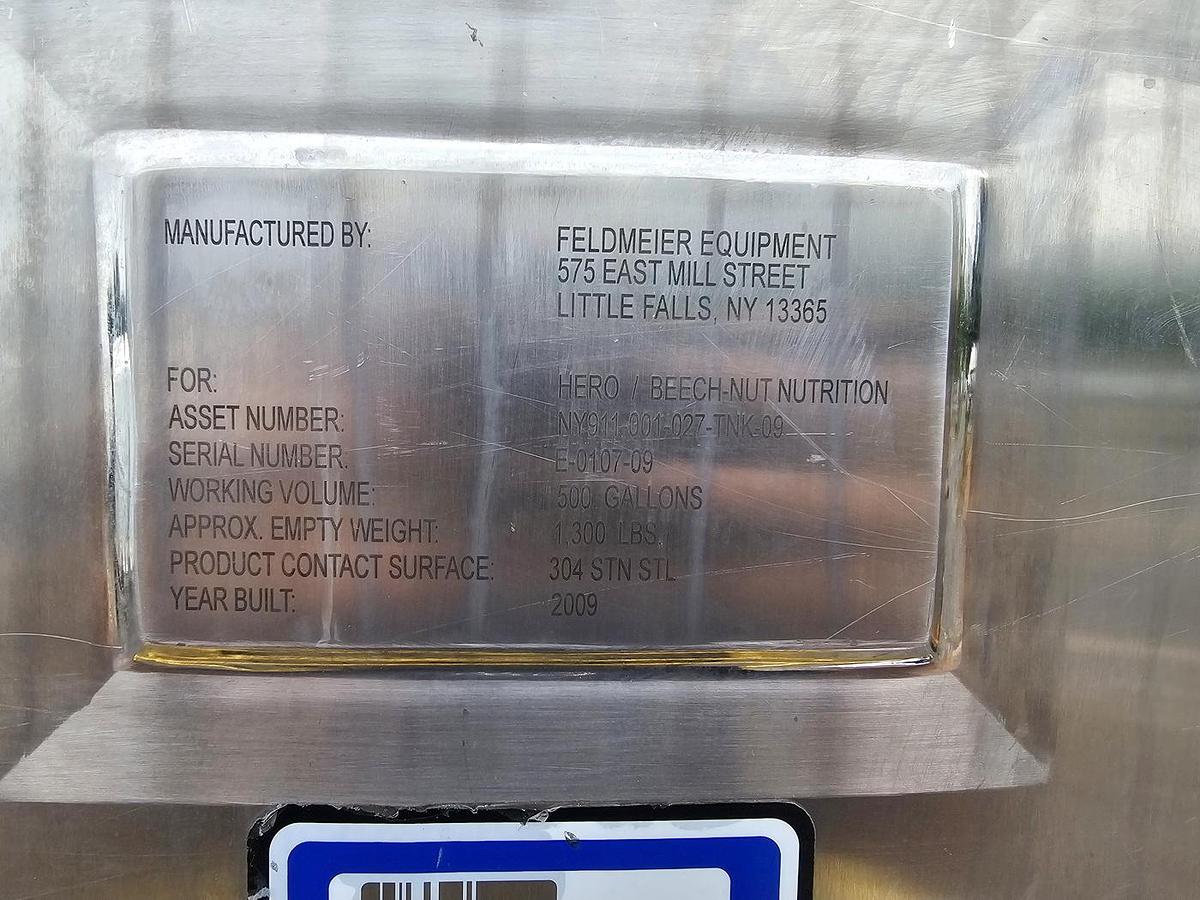 MANUFACTURED BY: FELDMEIER EQUIPMENT
575 EAST MILL STREET
LITTLE FALLS, NY 13365
FOR: HERO / BEECH-NUT NUTRITION
ASSET NUMBER: NY911-001-027-TNK-09
SERIAL NUMBER: E-0107-09
WORKING VOLUME: 500 GALLONS
APPROX. EMPTY WEIGHT: 1,300 LBS.
PRODUCT CONTACT SURFACE: 304 STN STL
YEAR BUILT: 2009